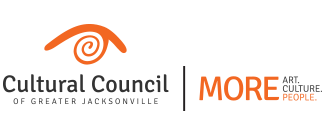 Cultural Council
OF GREATER JACKSONVILLE
MORE
ART.
CULTURE.
PEOPLE.